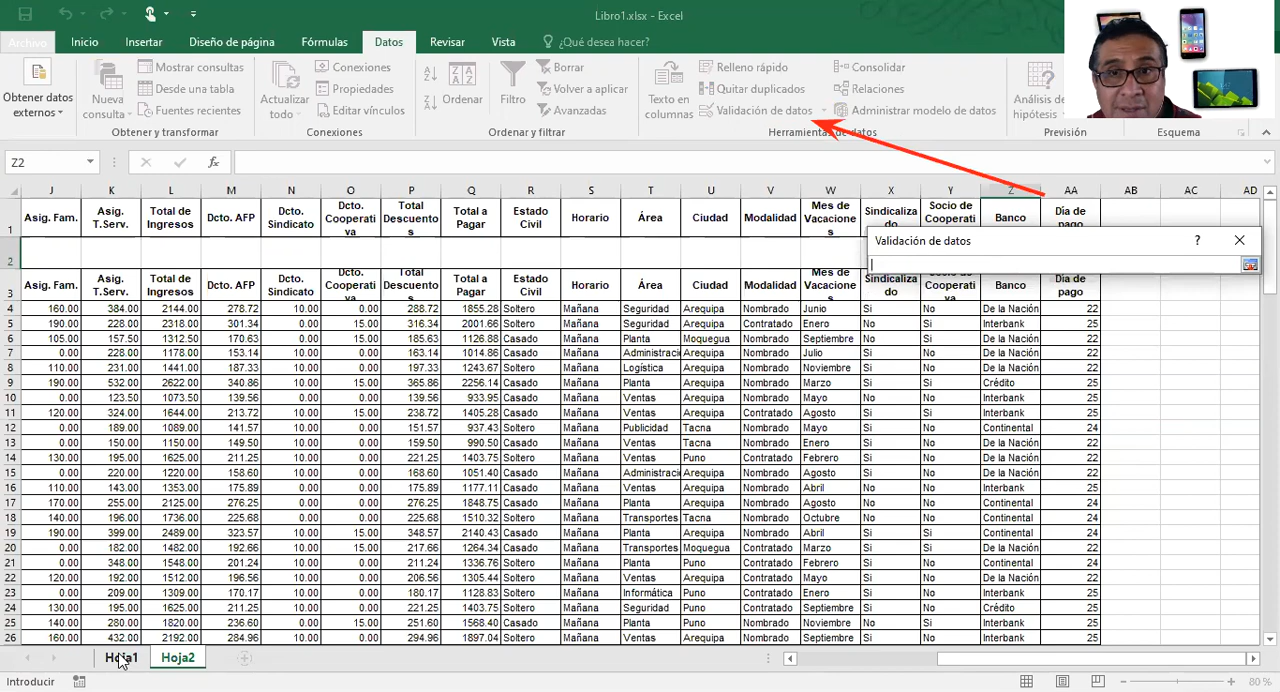 Libro1.xlsx - Excel
Archivo Inicio Insertar Diseño de página Fórmulas Datos Revisar Vista ¿Qué desea hacer?
Obtener datos externos
Nueva consulta
Mostrar consultas
Desde una tabla
Fuentes recientes
Obtener y transformar
Actualizar todo
Conexiones
Propiedades
Editar vínculos
Conexiones
Ordenar
Filtro
Borrar
Volver a aplicar
Avanzadas
Ordenar y filtrar
Texto en columnas
Relleno rápido
Quitar duplicados
Validación de datos
Consolidar
Relaciones
Administrar modelo de datos
Herramientas de datos
Análisis de hipótesis
Previsión
Esquema
Z2 fx
J K L M N O P Q R S T U V W X Y Z AA AB AC AD
1 Asig. Fam. Asig. T.Serv. Total de Ingresos Dcto. AFP Dcto. Sindicato Dcto. Cooperativa Total Descuentos Total a Pagar Estado Civil Horario Área Ciudad Modalidad Mes de Vacaciones Sindicalizado Socio de Cooperati Banco Dia de pago
2
Validación de datos ?
3 Asig. Fam. Asig. T.Serv. Total de Ingresos Dcto. AFP Dcto. Sindicato Dcto. Cooperativa Total Descuentos Total a Pagar Estado Civil Horario Área Ciudad Modalidad Mes de Vacaciones Sindicalizado Socio de Cooperativa Banco Dia de pago
4 160.00 384.00 2144.00 278.72 10.00 0.00 288.72 1855.28 Soltero Mañana Seguridad Arequipa Nombrado Junio Si No De la Nación 22
5 190.00 228.00 2318.00 301.34 0.00 15.00 316.34 2001.66 Soltero Mañana Seguridad Arequipa Contratado Enero No Si Interbank 25
6 105.00 157.50 1312.50 170.63 0.00 15.00 185.63 1126.88 Casado Mañana Planta Moquegua Nombrado Septiembre No Si De la Nación 22
7 0.00 228.00 1178.00 153.14 10.00 0.00 163.14 1014.86 Casado Mañana Administraci Arequipa Nombrado Julio Si No De la Nación 22
8 110.00 231.00 1441.00 187.33 10.00 0.00 197.33 1243.67 Soltero Mañana Logística Arequipa Nombrado Noviembre Si No De la Nación 22
9 190.00 532.00 2622.00 340.86 10.00 15.00 365.86 2256.14 Casado Mañana Planta Arequipa Nombrado Marzo Si Si Crédito 25
10 0.00 123.50 1073.50 139.56 0.00 0.00 139.56 933.95 Casado Mañana Ventas Arequipa Nombrado Mayo No No Interbank 25
11 120.00 324.00 1644.00 213.72 10.00 15.00 238.72 1405.28 Casado Mañana Ventas Arequipa Contratado Agosto Si Si Interbank 25
12 0.00 189.00 1089.00 141.57 10.00 0.00 151.57 937.43 Soltero Mañana Publicidad Tacna Nombrado Mayo Si No Continental 24
13 0.00 150.00 1150.00 149.50 10.00 0.00 159.50 990.50 Casado Mañana Ventas Tacna Nombrado Enero Si No De la Nación 22
14 130.00 195.00 1625.00 211.25 10.00 0.00 221.25 1403.75 Soltero Mañana Ventas Puno Contratado Febrero Si No Interbank 25
15 0.00 220.00 1220.00 158.60 10.00 0.00 168.60 1051.40 Casado Mañana Administraci Arequipa Nombrado Agosto Si No De la Nación 22
16 110.00 143.00 1353.00 175.89 0.00 0.00 175.89 1177.11 Casado Mañana Ventas Arequipa Nombrado Abril No No Interbank 25
17 170.00 255.00 2125.00 276.25 0.00 0.00 276.25 1848.75 Casado Mañana Planta Arequipa Nombrado Agosto No No Continental 24
18 140.00 196.00 1736.00 225.68 0.00 0.00 225.68 1510.32 Soltero Mañana Transportes Tacna Nombrado Octubre No No Continental 24
19 190.00 399.00 2489.00 323.57 10.00 15.00 348.57 2140.43 Casado Mañana Planta Arequipa Nombrado Abril Si Si Continental 24
20 0.00 182.00 1482.00 192.66 10.00 15.00 217.66 1264.34 Casado Mañana Transportes Moquegua Contratado Marzo Si Si De la Nación 22
21 0.00 348.00 1548.00 201.24 10.00 0.00 211.24 1336.76 Casado Mañana Planta Puno Contratado Febrero Si No Continental 24
22 120.00 192.00 1512.00 196.56 10.00 0.00 206.56 1305.44 Soltero Mañana Ventas Arequipa Contratado Mayo Si No De la Nación 22
23 0.00 209.00 1309.00 170.17 10.00 0.00 180.17 1128.83 Soltero Mañana Informática Puno Contratado Enero Si No Interbank 25
24 130.00 195.00 1625.00 211.25 10.00 0.00 221.25 1403.75 Soltero Mañana Seguridad Puno Contratado Septiembre Si No Crédito 25
25 140.00 280.00 1820.00 236.60 0.00 15.00 251.60 1568.40 Casado Mañana Ventas Puno Contratado Noviembre No Si Interbank 25
26 160.00 432.00 2192.00 284.96 10.00 0.00 294.96 1897.04 Soltero Mañana Ventas Arequipa Nombrado Septiembre Si No Interbank 25
Hoja1 Hoja2
Introducir 80 %